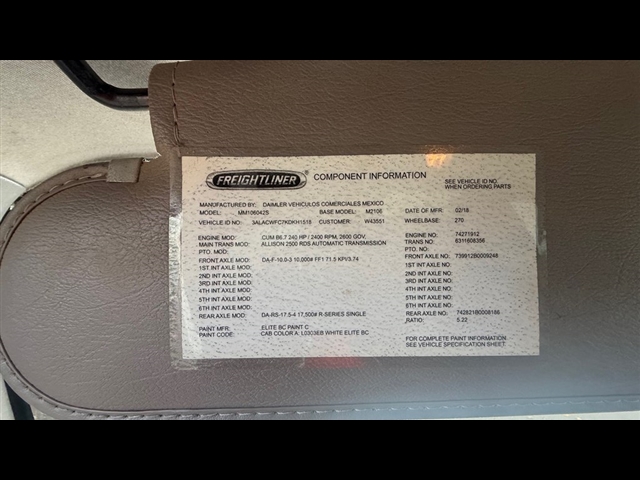 FREIGHTLINER® COMPONENT INFORMATION
SEE VEHICLE ID NO.
WHEN ORDERING PARTS
MANUFACTURED BY: DAIMLER VEHICULOS COMERCIALES MEXICO
MODEL: MM106042S BASE MODEL: M2106 DATE OF MFR: 02/18
VEHICLE ID NO: 3ALACWFC7KDKH1518 CUSTOMER: W43551 WHEELBASE: 270
ENGINE MOD: CUM B6.7 240 HP / 2400 RPM, 2600 GOV, ENGINE NO: 74271912
MAIN TRANS MOD: ALLISON 2500 RDS AUTOMATIC TRANSMISSION TRANS NO: 6311608356
PTO. MOD: PTO. NO:
FRONT AXLE MOD: DA-F-10.0-3 10,000# FF1 71.5 KPI/3.74 FRONT AXLE NO: 739912B0009248
1ST INT AXLE MOD: 1ST INT AXLE NO:
2ND INT AXLE MOD: 2ND INT AXLE NO:
3RD INT AXLE MOD: 3RD INT AXLE NO:
4TH INT AXLE MOD: 4TH INT AXLE NO:
5TH INT AXLE MOD: 5TH INT AXLE NO:
6TH INT AXLE MOD: 6TH INT AXLE NO:
REAR AXLE MOD: DA-RS-17.5-4 17,500# R-SERIES SINGLE REAR AXLE NO: 742821B0008186
RATIO: 5.22
PAINT MFR: ELITE BC PAINT C
PAINT CODE: CAB COLOR A: L0303EB WHITE ELITE BC
FOR COMPLETE PAINT INFORMATION
SEE VEHICLE SPECIFICATION SHEET